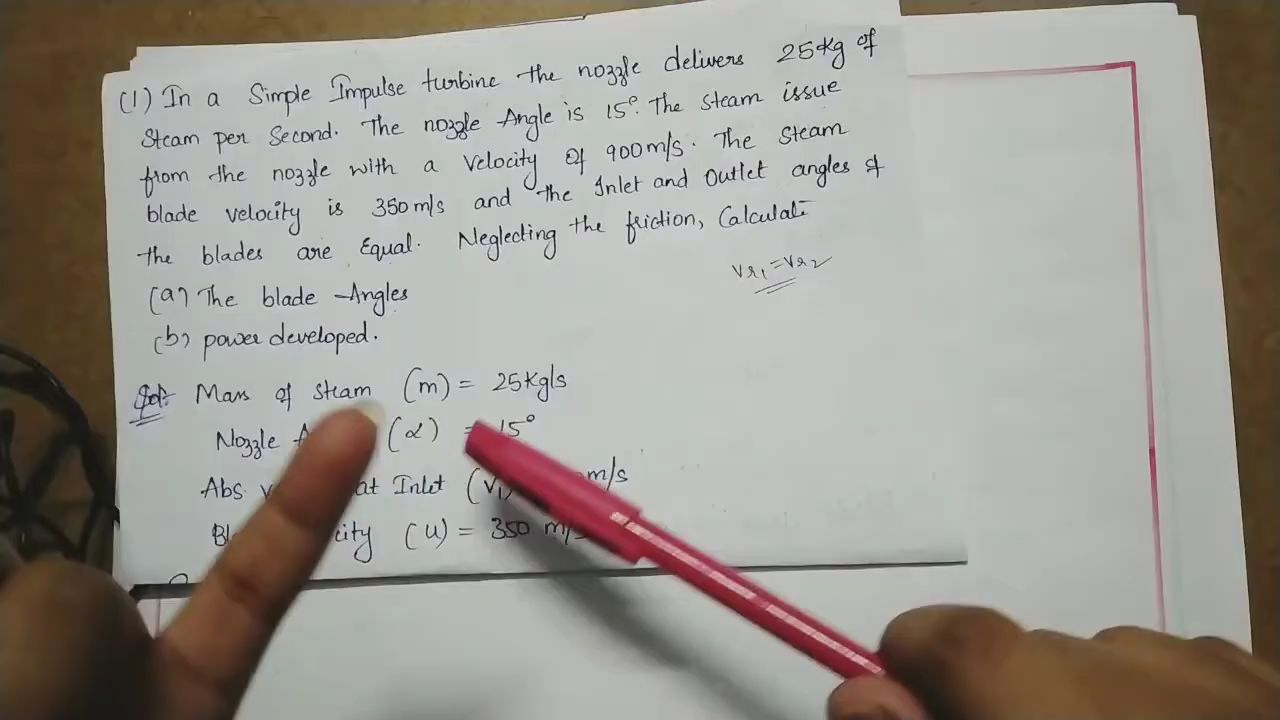 (1) In a Simple Impulse turbine the nozzle delivers 25kg of
Steam per Second. The nozzle Angle is 15°. The steam issue
from the nozzle with a velocity of 900m/s. The steam
blade velocity is 350m/s and the Inlet and Outlet angles of
the blades are Equal. Neglecting the friction, Calculate
Vr1 = Vr2
(a) The blade Angles
(b) power developed.
Sol: Mass of steam (m) = 25kg/s
Nozzle (α) = 15°
Abs at Inlet (V1) m/s
(U) = 350 m/s